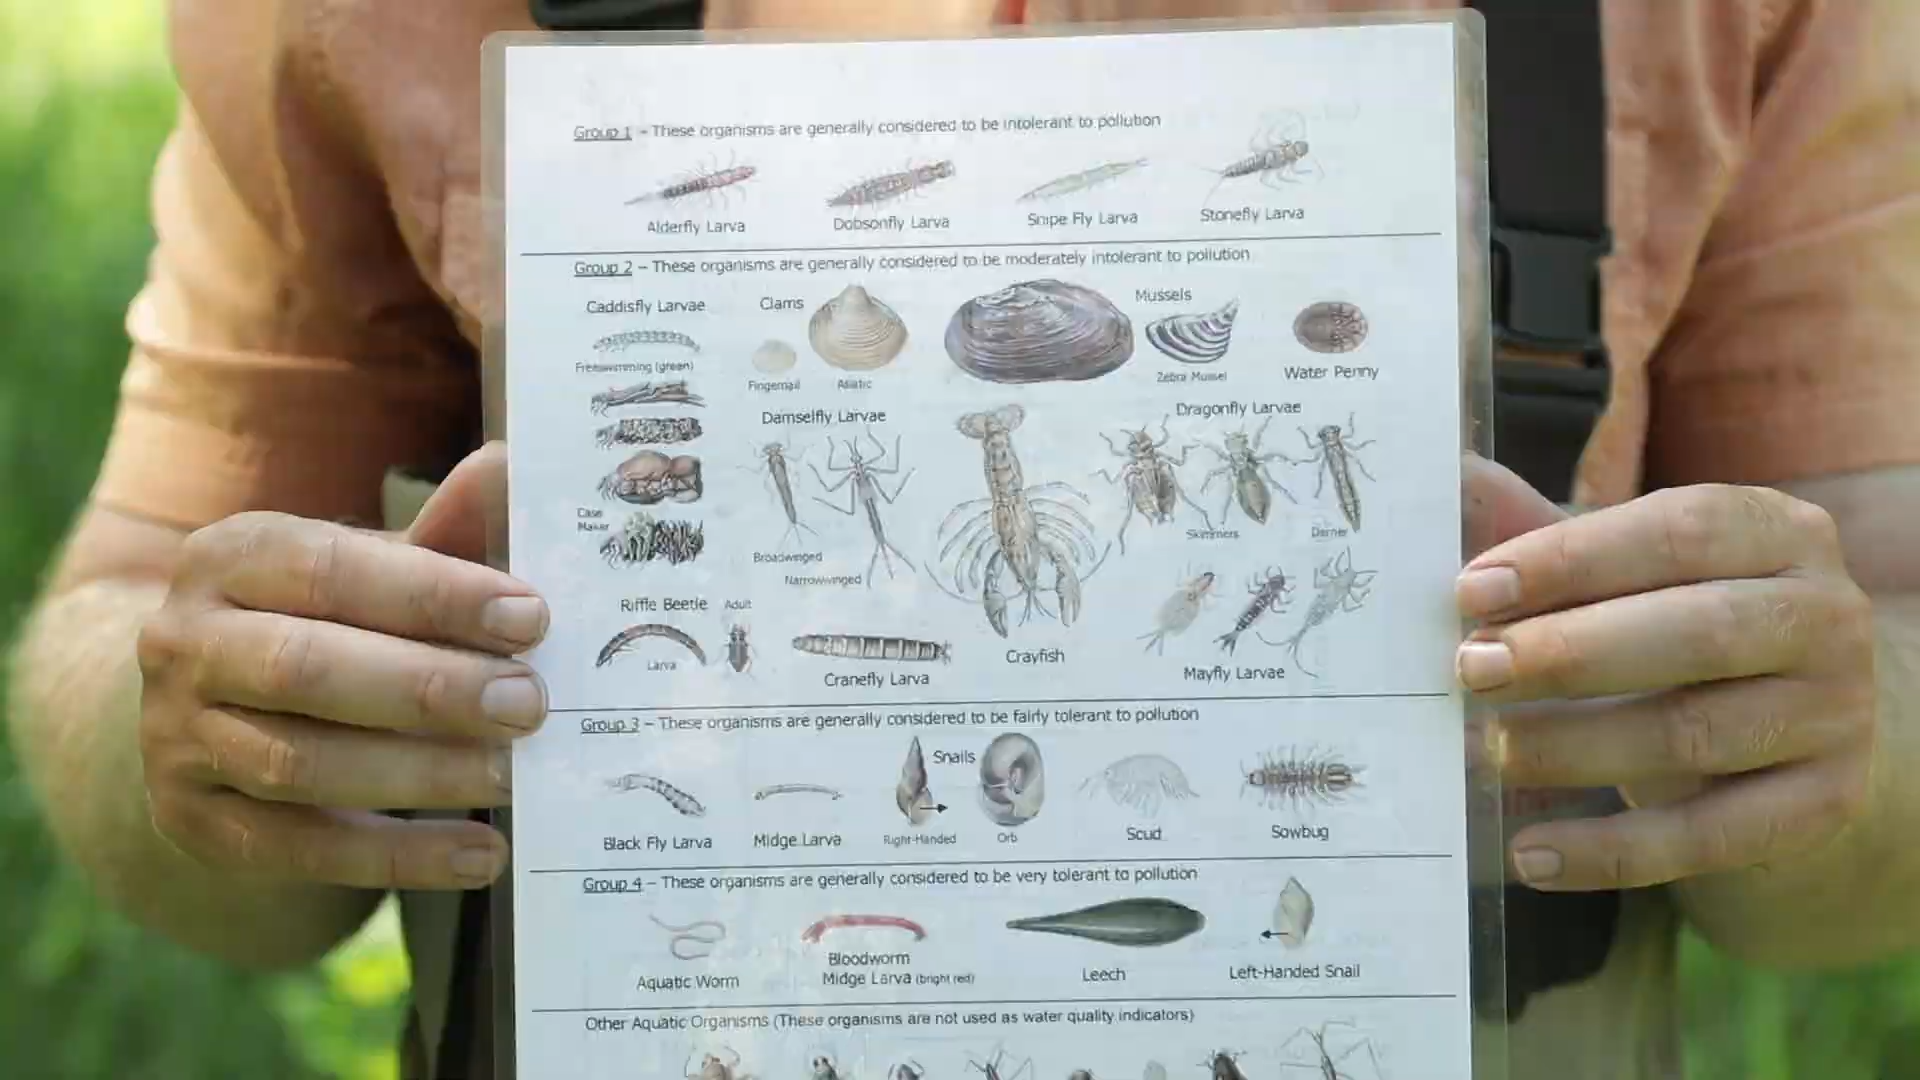 Group 1 – These organisms are generally considered to be intolerant to pollution
Alderfly Larva
Dobsonfly Larva
Snipe Fly Larva
Stonefly Larva
Group 2 – These organisms are generally considered to be moderately intolerant to pollution
Caddisfly Larvae
Clams
Mussels
Freeswimming (green)
Fingernail
Asiatic
Zebra Mussel
Water Penny
Damselfly Larvae
Dragonfly Larvae
Case
Maker
Skimmers
Darner
Broadwinged
Narrowwinged
Riffle Beetle
Adult
Larva
Cranefly Larva
Crayfish
Mayfly Larvae
Group 3 – These organisms are generally considered to be fairly tolerant to pollution
Snails
Black Fly Larva
Midge Larva
Right-Handed
Orb
Scud
Sowbug
Group 4 – These organisms are generally considered to be very tolerant to pollution
Aquatic Worm
Bloodworm
Midge Larva (bright red)
Leech
Left-Handed Snail
Other Aquatic Organisms (These organisms are not used as water quality indicators)